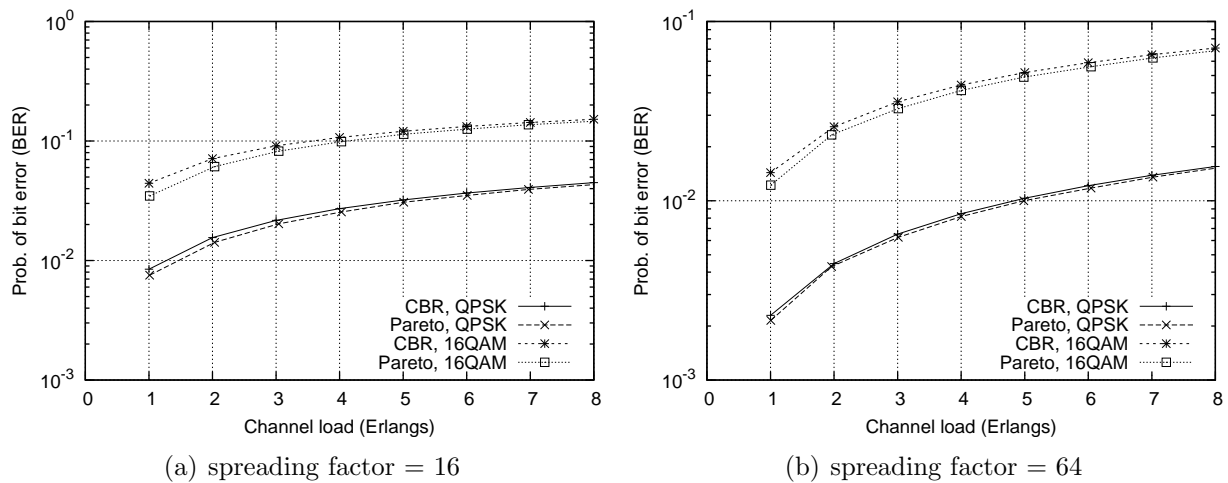 10^0
10^-1
10^-2
10^-3
Prob. of bit error (BER)
CBR, QPSK
Pareto, QPSK
CBR, 16QAM
Pareto, 16QAM
0 1 2 3 4 5 6 7 8
Channel load (Erlangs)
(a) spreading factor = 16
10^-1
10^-2
10^-3
Prob. of bit error (BER)
CBR, QPSK
Pareto, QPSK
CBR, 16QAM
Pareto, 16QAM
0 1 2 3 4 5 6 7 8
Channel load (Erlangs)
(b) spreading factor = 64